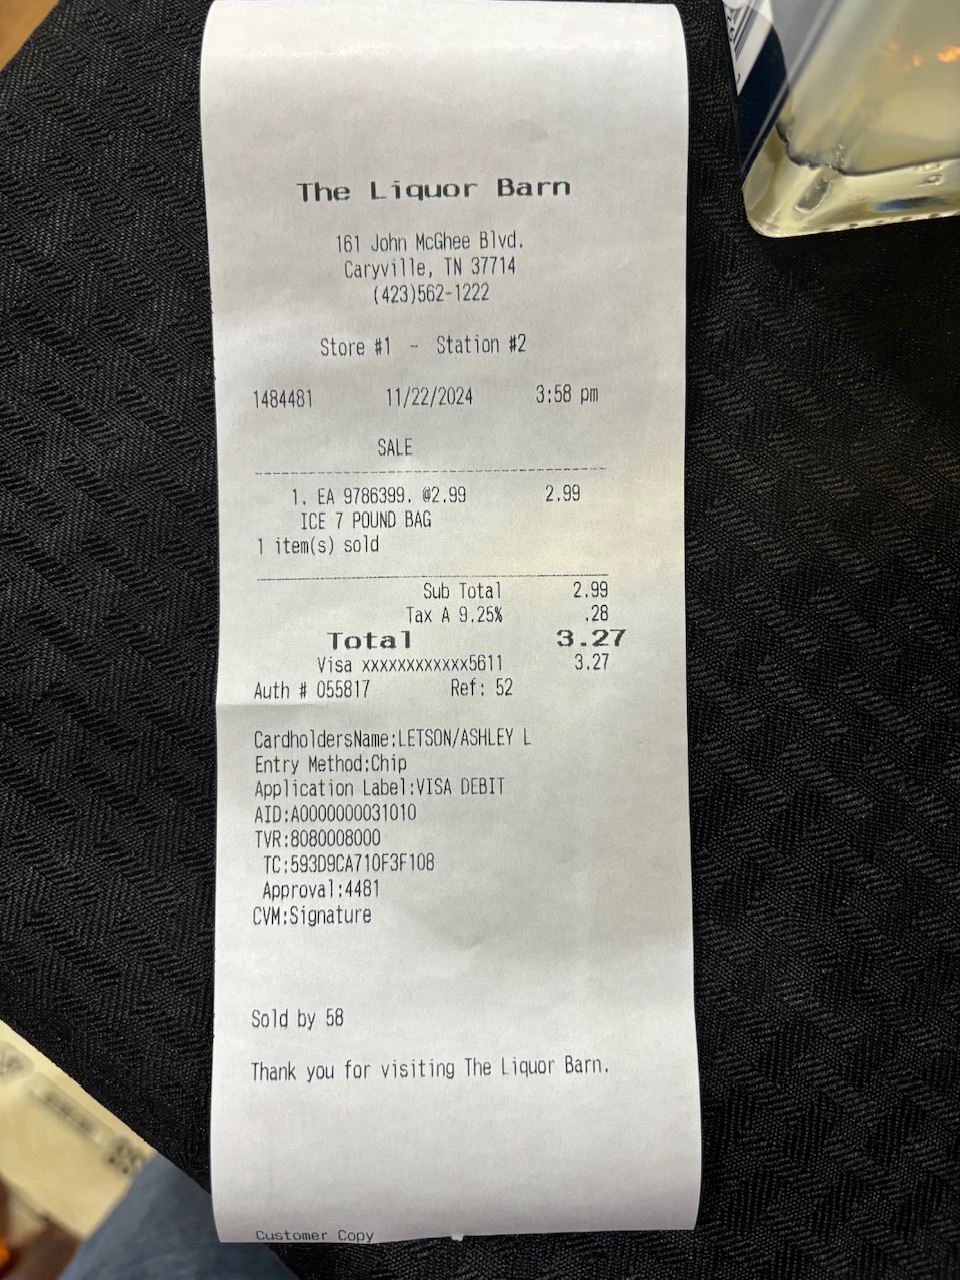 The Liquor Barn
161 John McGhee Blvd.
Caryville, TN 37714
(423)562-1222
Store #1 - Station #2
1484481 11/22/2024 3:58 pm
SALE
1. EA 9786399. @2.99 2.99
ICE 7 POUND BAG
1 item(s) sold
Sub Total 2.99
Tax A 9.25% .28
Total 3.27
Visa xxxxxxxxxxxx5611 3.27
Auth # 055817 Ref: 52
CardholdersName:LETSON/ASHLEY L
Entry Method:Chip
Application Label:VISA DEBIT
AID:A0000000031010
TVR:8080008000
TC:593D9CA710F3F108
Approval:4481
CVM:Signature
Sold by 58
Thank you for visiting The Liquor Barn.
Customer Copy